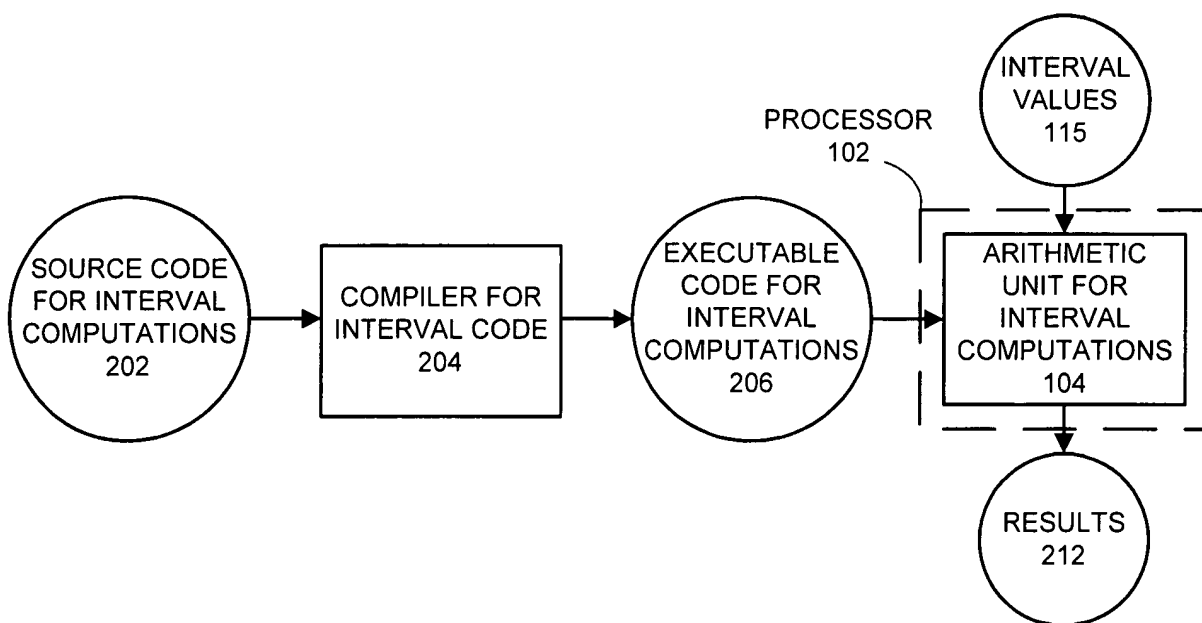 INTERVAL
VALUES
115
PROCESSOR
102
SOURCE CODE
FOR INTERVAL
COMPUTATIONS
202
COMPILER FOR
INTERVAL CODE
204
EXECUTABLE
CODE FOR
INTERVAL
COMPUTATIONS
206
ARITHMETIC
UNIT FOR
INTERVAL
COMPUTATIONS
104
RESULTS
212